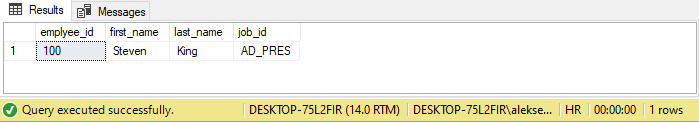 Results Messages
emplyee_id first_name last_name job_id
1 100 Steven King AD_PRES
Query executed successfully. DESKTOP-75L2FIR (14.0 RTM) DESKTOP-75L2FIR\alekse... HR 00:00:00 1 rows